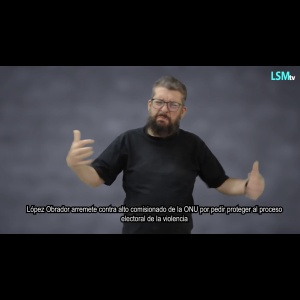 LSMtv
López Obrador arremete contra alto comisionado de la ONU por pedir proteger al proceso
electoral de la violencia